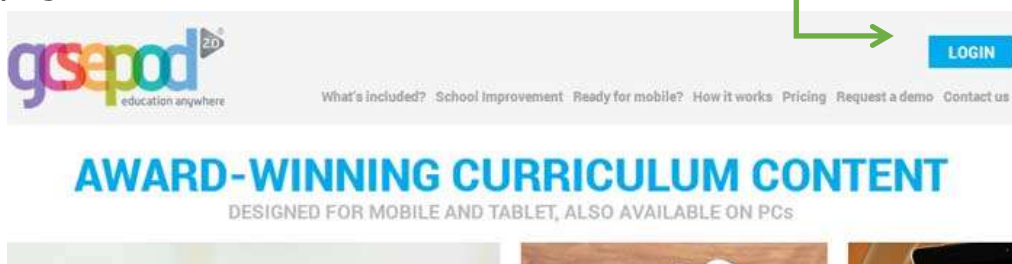 gcsepod 2.0
education anywhere
LOGIN
What's included? School Improvement Ready for mobile? How it works Pricing Request a demo Contact us
AWARD-WINNING CURRICULUM CONTENT
DESIGNED FOR MOBILE AND TABLET, ALSO AVAILABLE ON PCs